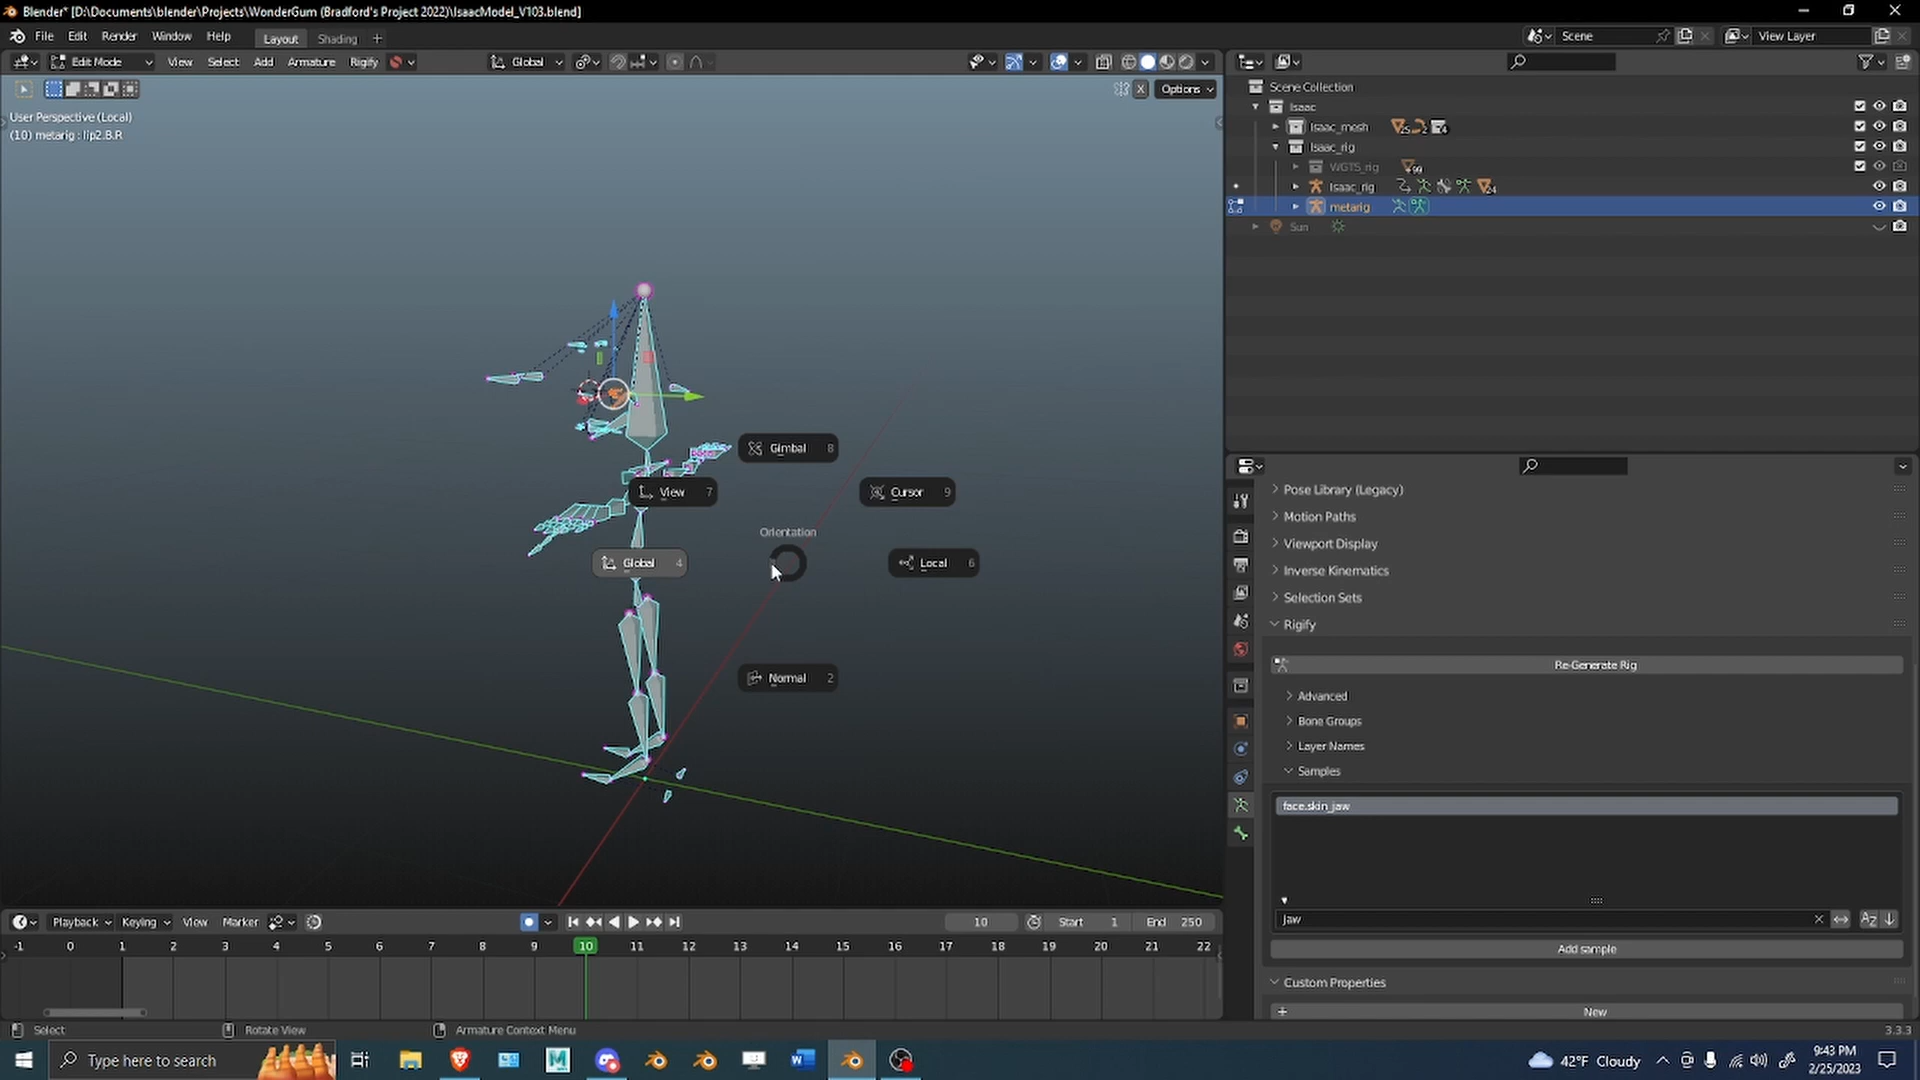 Blender* [D:\Documents\blender\Projects\WonderGum (Bradford's Project 2022)\IsaacModel_V103.blend]
File Edit Render Window Help Layout Shading + Scene View Layer
Edit Mode View Select Add Armature Rigify Global
X Options
User Perspective (Local)
(10) metarig : lip2.B.R
Scene Collection
Isaac
Isaac_mesh 25 2 4
Isaac_rig
WGTS_rig 99
Isaac_rig 24
metarig
Sun
Gimbal 8
View 7
Cursor 9
Orientation
Global 4
Local 6
Normal 2
Pose Library (Legacy)
Motion Paths
Viewport Display
Inverse Kinematics
Selection Sets
Rigify
Re-Generate Rig
Advanced
Bone Groups
Layer Names
Samples
face.skin_jaw
Jaw
Add sample
Custom Properties
New
Playback Keying View Marker 10 Start 1 End 250
-1 0 1 2 3 4 5 6 7 8 9 10 11 12 13 14 15 16 17 18 19 20 21 22
Select Rotate View Armature Context Menu 3.3.3
Type here to search 42°F Cloudy 9:43 PM
2/25/2023